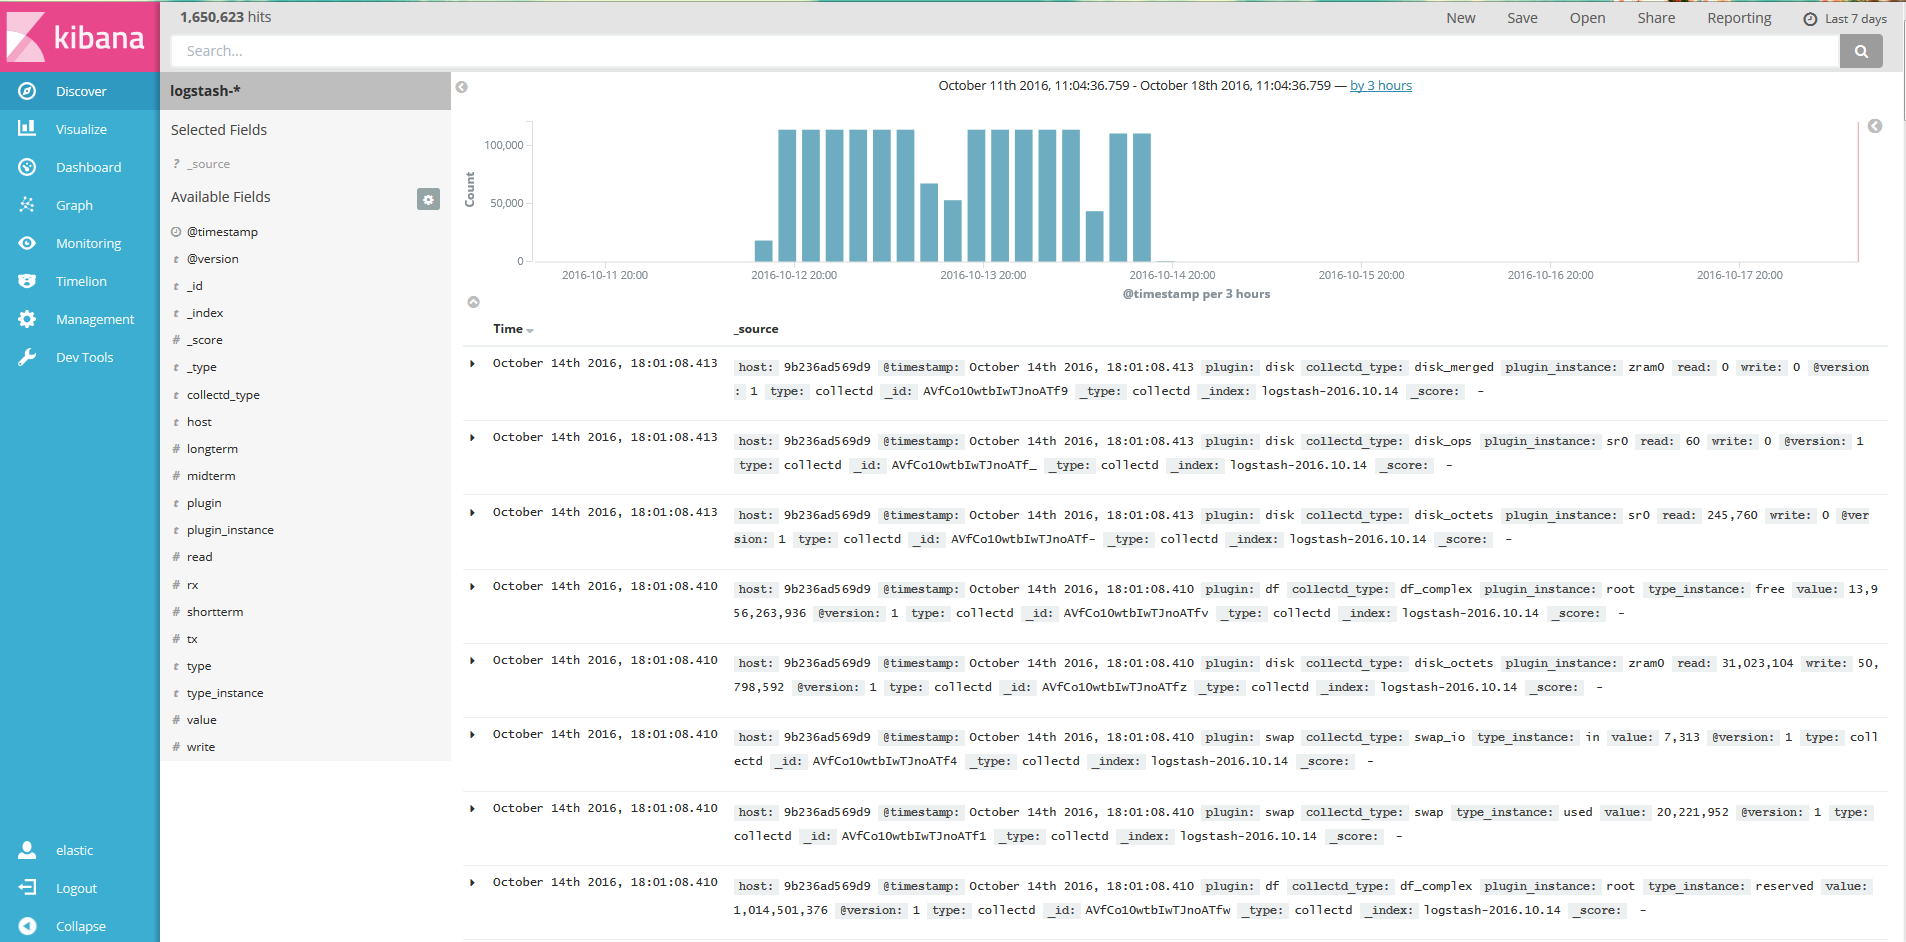 kibana
Discover
Visualize
Dashboard
Graph
Monitoring
Timelion
Management
Dev Tools
elastic
Logout
Collapse
1,650,623 hits
New Save Open Share Reporting Last 7 days
Search...
logstash-*
Selected Fields
? _source
Available Fields
@timestamp
t @version
t _id
t _index
# _score
t _type
t collectd_type
t host
# longterm
# midterm
t plugin
t plugin_instance
# read
# rx
# shortterm
# tx
t type
t type_instance
# value
# write
October 11th 2016, 11:04:36.759 - October 18th 2016, 11:04:36.759 — by 3 hours
Count
100,000
50,000
0
2016-10-11 20:00 2016-10-12 20:00 2016-10-13 20:00 2016-10-14 20:00 2016-10-15 20:00 2016-10-16 20:00 2016-10-17 20:00
@timestamp per 3 hours
Time _source
October 14th 2016, 18:01:08.413 host: 9b236ad569d9 @timestamp: October 14th 2016, 18:01:08.413 plugin: disk collectd_type: disk_merged plugin_instance: zram0 read: 0 write: 0 @version
: 1 type: collectd _id: AVfCo10wtbIwTJnoATf9 _type: collectd _index: logstash-2016.10.14 _score: -
October 14th 2016, 18:01:08.413 host: 9b236ad569d9 @timestamp: October 14th 2016, 18:01:08.413 plugin: disk collectd_type: disk_ops plugin_instance: sr0 read: 60 write: 0 @version: 1
type: collectd _id: AVfCo10wtbIwTJnoATf_ _type: collectd _index: logstash-2016.10.14 _score: -
October 14th 2016, 18:01:08.413 host: 9b236ad569d9 @timestamp: October 14th 2016, 18:01:08.413 plugin: disk collectd_type: disk_octets plugin_instance: sr0 read: 245,760 write: 0 @ver
sion: 1 type: collectd _id: AVfCo10wtbIwTJnoATf- _type: collectd _index: logstash-2016.10.14 _score: -
October 14th 2016, 18:01:08.410 host: 9b236ad569d9 @timestamp: October 14th 2016, 18:01:08.410 plugin: df collectd_type: df_complex plugin_instance: root type_instance: free value: 13,9
56,263,936 @version: 1 type: collectd _id: AVfCo10wtbIwTJnoATfv _type: collectd _index: logstash-2016.10.14 _score: -
October 14th 2016, 18:01:08.410 host: 9b236ad569d9 @timestamp: October 14th 2016, 18:01:08.410 plugin: disk collectd_type: disk_octets plugin_instance: zram0 read: 31,023,104 write: 50,
798,592 @version: 1 type: collectd _id: AVfCo10wtbIwTJnoATfz _type: collectd _index: logstash-2016.10.14 _score: -
October 14th 2016, 18:01:08.410 host: 9b236ad569d9 @timestamp: October 14th 2016, 18:01:08.410 plugin: swap collectd_type: swap_io type_instance: in value: 7,313 @version: 1 type: coll
ectd _id: AVfCo10wtbIwTJnoATf4 _type: collectd _index: logstash-2016.10.14 _score: -
October 14th 2016, 18:01:08.410 host: 9b236ad569d9 @timestamp: October 14th 2016, 18:01:08.410 plugin: swap collectd_type: swap type_instance: used value: 20,221,952 @version: 1 type:
collectd _id: AVfCo10wtbIwTJnoATf1 _type: collectd _index: logstash-2016.10.14 _score: -
October 14th 2016, 18:01:08.410 host: 9b236ad569d9 @timestamp: October 14th 2016, 18:01:08.410 plugin: df collectd_type: df_complex plugin_instance: root type_instance: reserved value:
1,014,501,376 @version: 1 type: collectd _id: AVfCo10wtbIwTJnoATfw _type: collectd _index: logstash-2016.10.14 _score: -